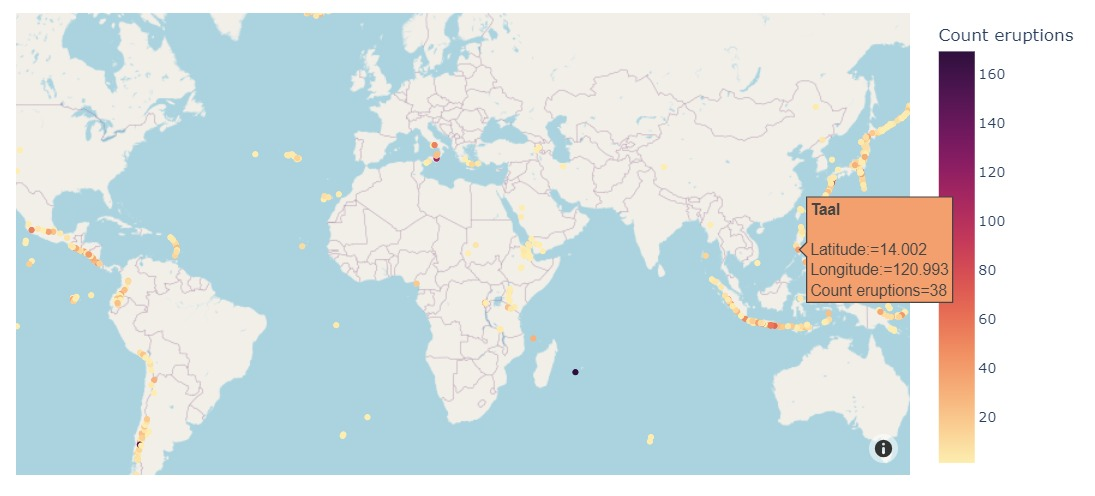 Count eruptions
160
140
120
100
80
60
40
20
Taal
Latitude:=14.002
Longitude:=120.993
Count eruptions=38
i